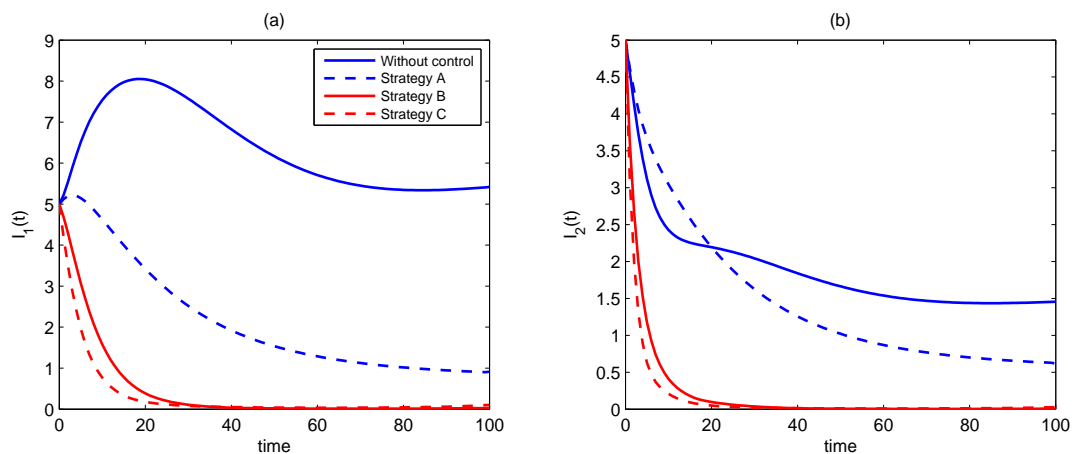 (a)
9
8
7
6
5
4
3
2
1
0
I_1(t)
Without control
Strategy A
Strategy B
Strategy C
0 20 40 60 80 100
time
(b)
5
4.5
4
3.5
3
2.5
2
1.5
1
0.5
0
I_2(t)
0 20 40 60 80 100
time